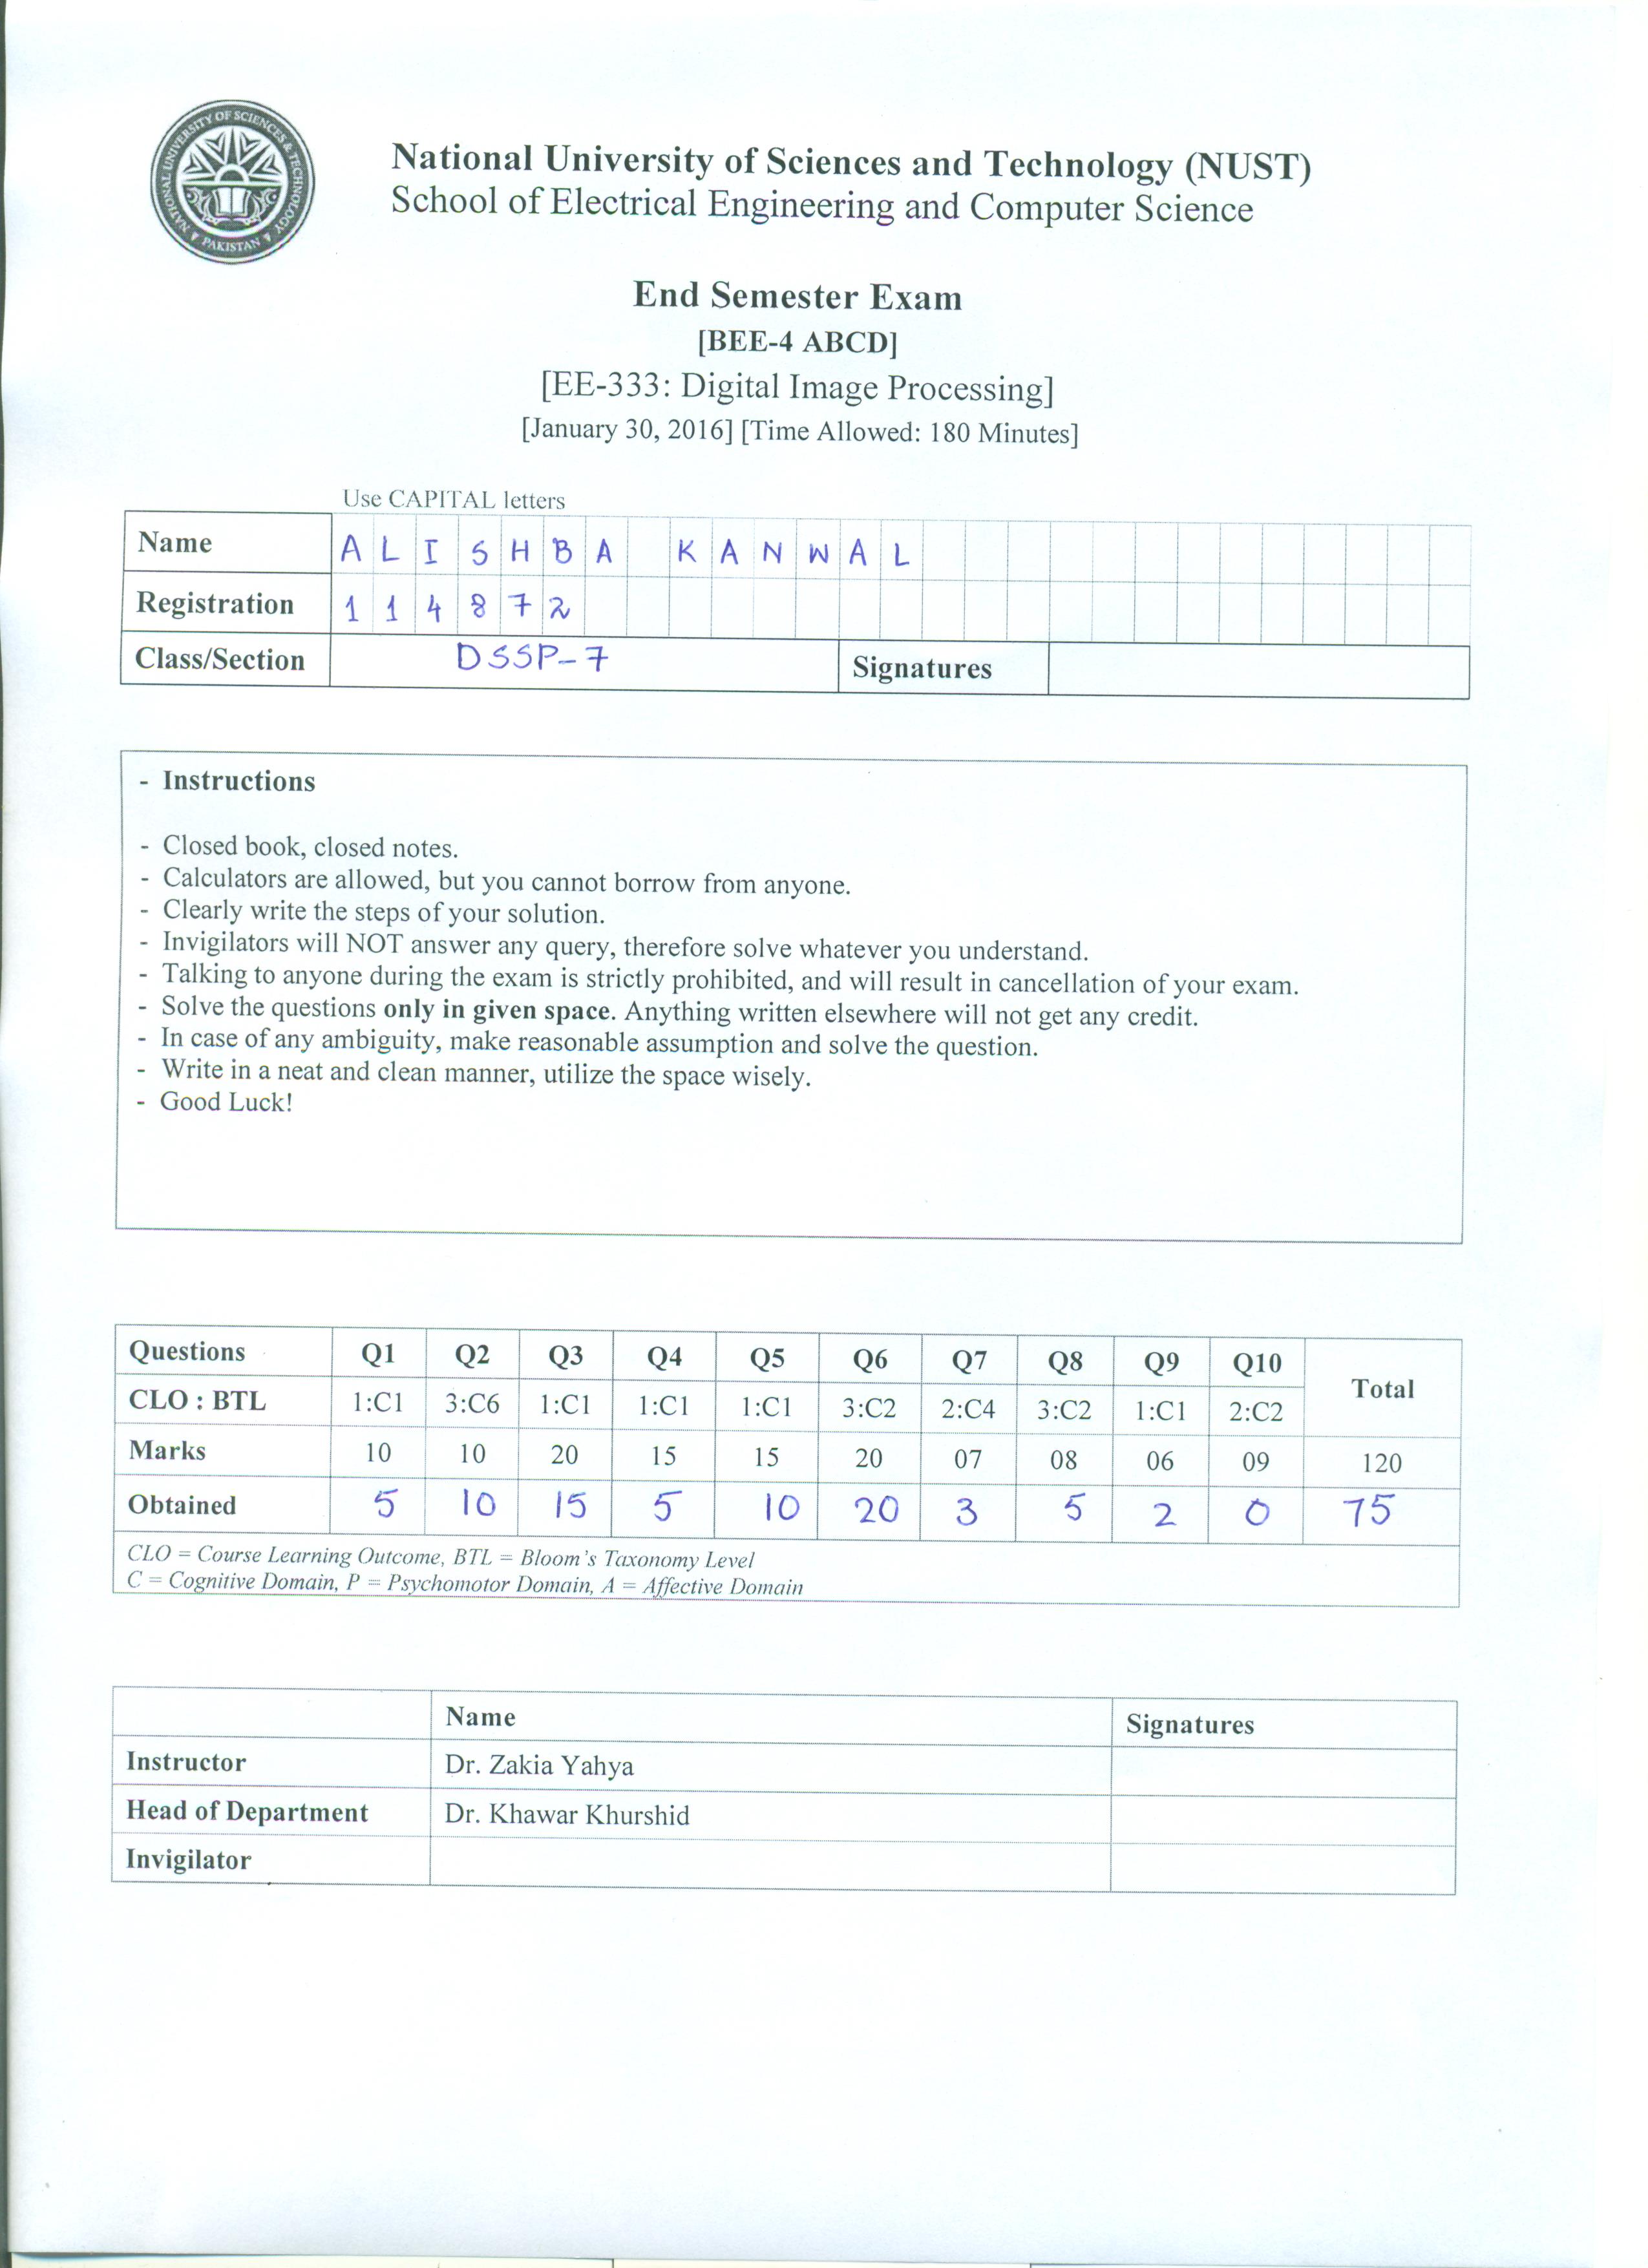 NATIONAL UNIVERSITY OF SCIENCES & TECHNOLOGY
PAKISTAN
National University of Sciences and Technology (NUST)
School of Electrical Engineering and Computer Science
End Semester Exam
[BEE-4 ABCD]
[EE-333: Digital Image Processing]
[January 30, 2016] [Time Allowed: 180 Minutes]
Use CAPITAL letters
Name ALISHBA KANWAL
Registration 114872
Class/Section DSSP-7 Signatures
- Instructions
- Closed book, closed notes.
- Calculators are allowed, but you cannot borrow from anyone.
- Clearly write the steps of your solution.
- Invigilators will NOT answer any query, therefore solve whatever you understand.
- Talking to anyone during the exam is strictly prohibited, and will result in cancellation of your exam.
- Solve the questions only in given space. Anything written elsewhere will not get any credit.
- In case of any ambiguity, make reasonable assumption and solve the question.
- Write in a neat and clean manner, utilize the space wisely.
- Good Luck!
Questions Q1 Q2 Q3 Q4 Q5 Q6 Q7 Q8 Q9 Q10 Total
CLO : BTL 1:C1 3:C6 1:C1 1:C1 1:C1 3:C2 2:C4 3:C2 1:C1 2:C2
Marks 10 10 20 15 15 20 07 08 06 09 120
Obtained 5 10 15 5 10 20 3 5 2 0 75
CLO = Course Learning Outcome, BTL = Bloom's Taxonomy Level
C = Cognitive Domain, P = Psychomotor Domain, A = Affective Domain
Name Signatures
Instructor Dr. Zakia Yahya
Head of Department Dr. Khawar Khurshid
Invigilator